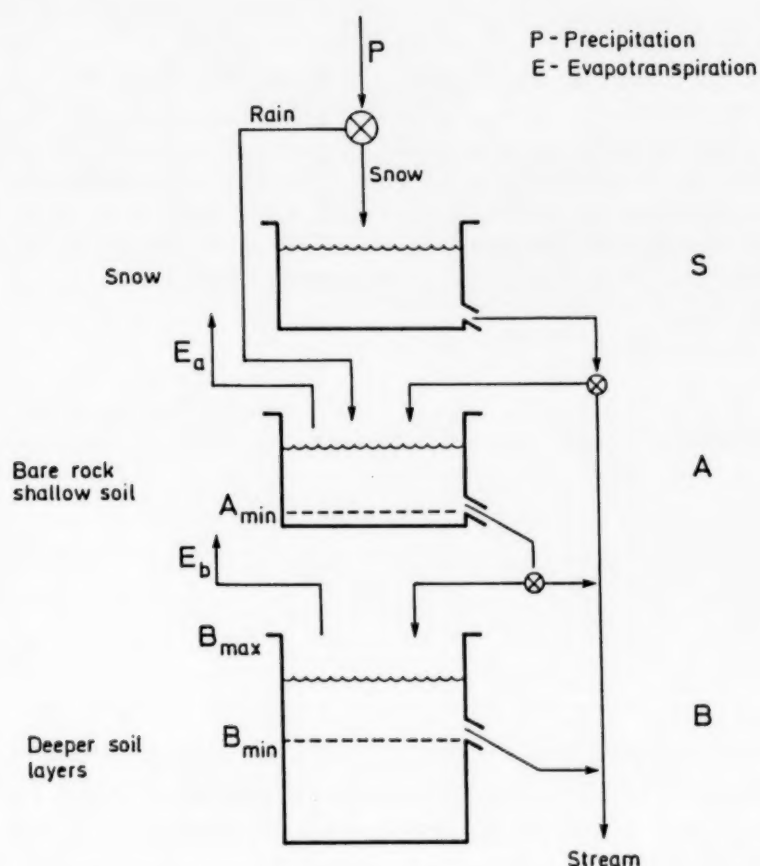 P
P - Precipitation
E - Evapotranspiration
Rain
Snow
Snow
S
Ea
Bare rock
shallow soil
A
Amin
Eb
Bmax
B
Bmin
Deeper soil
layers
Stream